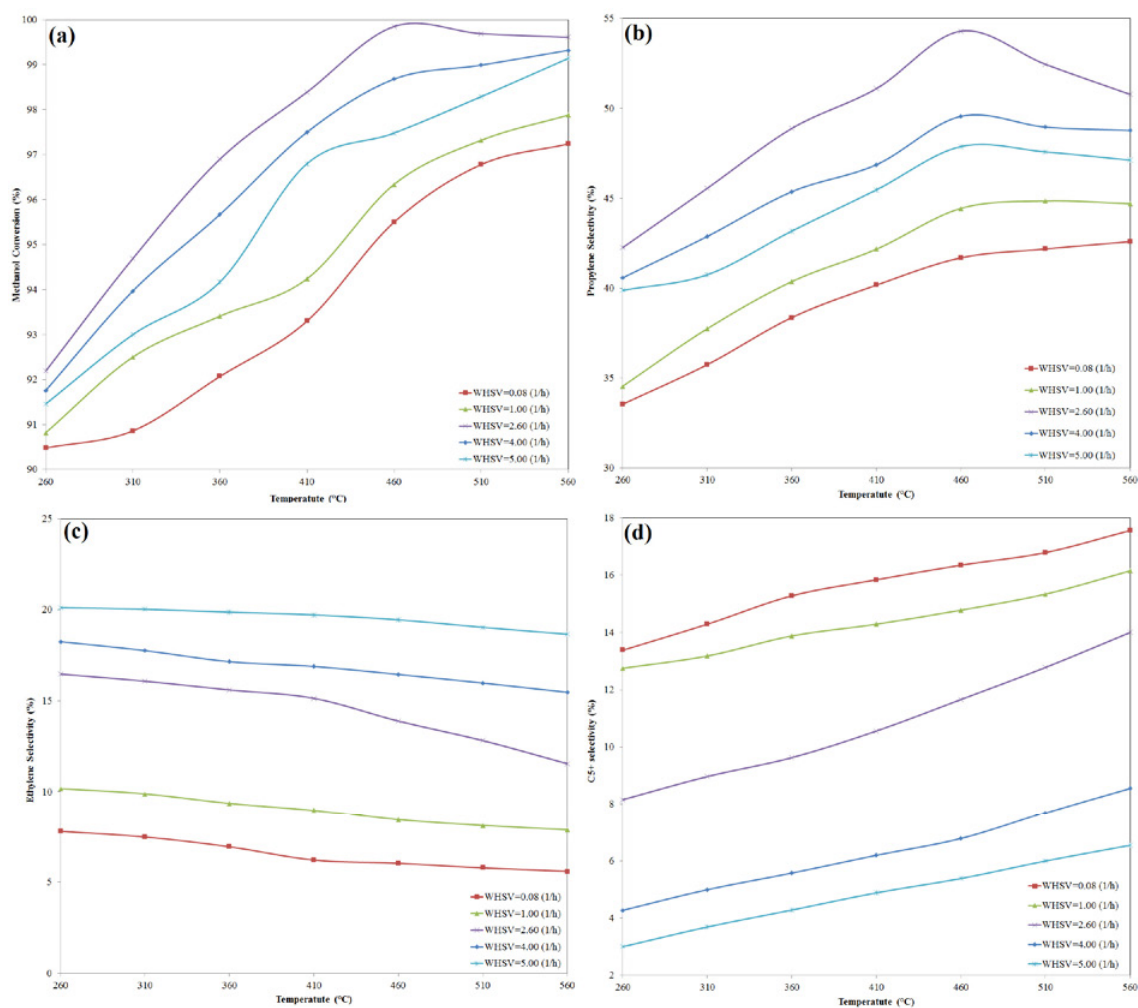 (a)
100
99
98
97
96
95
94
93
92
91
90
Methanol Conversion (%)
WHSV=0.08 (1/h)
WHSV=1.00 (1/h)
WHSV=2.60 (1/h)
WHSV=4.00 (1/h)
WHSV=5.00 (1/h)
260 310 360 410 460 510 560
Temperatute (°C)
(b)
55
50
45
40
35
30
Propylene Selectivity (%)
WHSV=0.08 (1/h)
WHSV=1.00 (1/h)
WHSV=2.60 (1/h)
WHSV=4.00 (1/h)
WHSV=5.00 (1/h)
260 310 360 410 460 510 560
Temperatute (°C)
(c)
25
20
15
10
5
0
Ethylene Selectivity (%)
WHSV=0.08 (1/h)
WHSV=1.00 (1/h)
WHSV=2.60 (1/h)
WHSV=4.00 (1/h)
WHSV=5.00 (1/h)
260 310 360 410 460 510 560
Temperatute (°C)
(d)
18
16
14
12
10
8
6
4
2
C5+ selectivity (%)
WHSV=0.08 (1/h)
WHSV=1.00 (1/h)
WHSV=2.60 (1/h)
WHSV=4.00 (1/h)
WHSV=5.00 (1/h)
260 310 360 410 460 510 560
Temperatute (°C)